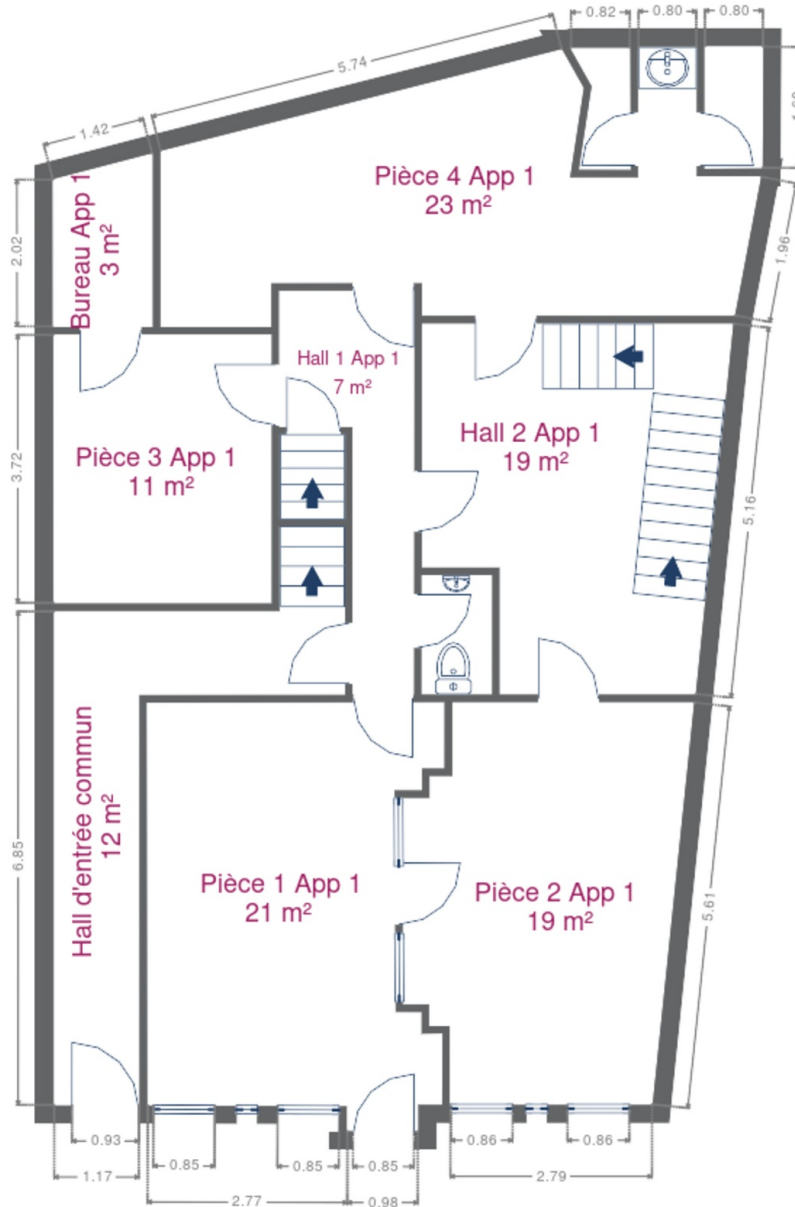 0.82
0.80
0.80
5.74
1.42
Pièce 4 App 1
23 m²
Bureau App 1
3 m²
2.02
1.96
Hall 1 App 1
7 m²
Hall 2 App 1
19 m²
Pièce 3 App 1
11 m²
3.72
5.16
Hall d'entrée commun
12 m²
6.85
Pièce 1 App 1
21 m²
Pièce 2 App 1
19 m²
5.61
0.93
0.85
0.85
0.85
0.86
0.86
1.17
2.77
0.98
2.79